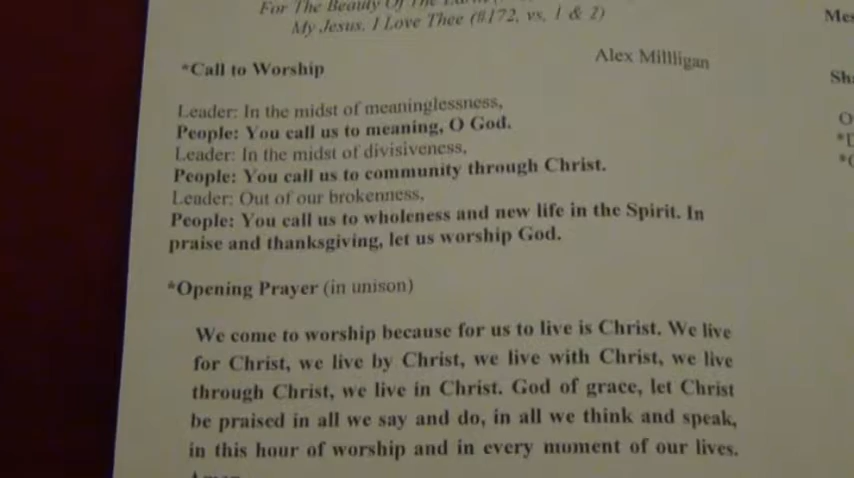 For The Beauty Of The
My Jesus, I Love Thee (#172, vs. 1 & 2)
*Call to Worship
Alex Millligan
Leader: In the midst of meaninglessness,
People: You call us to meaning, O God.
Leader: In the midst of divisiveness,
People: You call us to community through Christ.
Leader: Out of our brokenness,
People: You call us to wholeness and new life in the Spirit. In
praise and thanksgiving, let us worship God.
*Opening Prayer (in unison)
We come to worship because for us to live is Christ. We live
for Christ, we live by Christ, we live with Christ, we live
through Christ, we live in Christ. God of grace, let Christ
be praised in all we say and do, in all we think and speak,
in this hour of worship and in every moment of our lives.